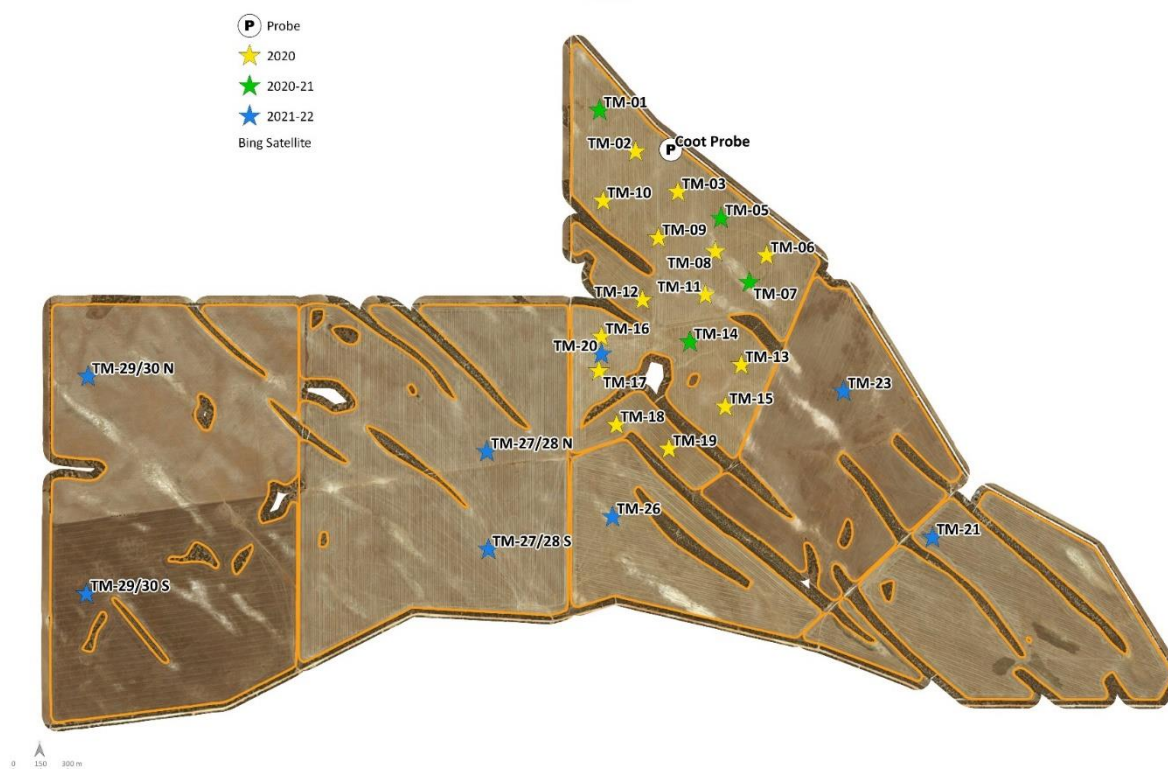 P Probe
2020
2020-21
2021-22
Bing Satellite
TM-01
TM-02
P Coot Probe
TM-03
TM-10
TM-05
TM-09
TM-06
TM-08
TM-11
TM-07
TM-12
TM-16
TM-14
TM-20
TM-13
TM-29/30 N
TM-17
TM-23
TM-15
TM-18
TM-27/28 N
TM-19
TM-26
TM-21
TM-27/28 S
TM-29/30 S
0 150 300 m